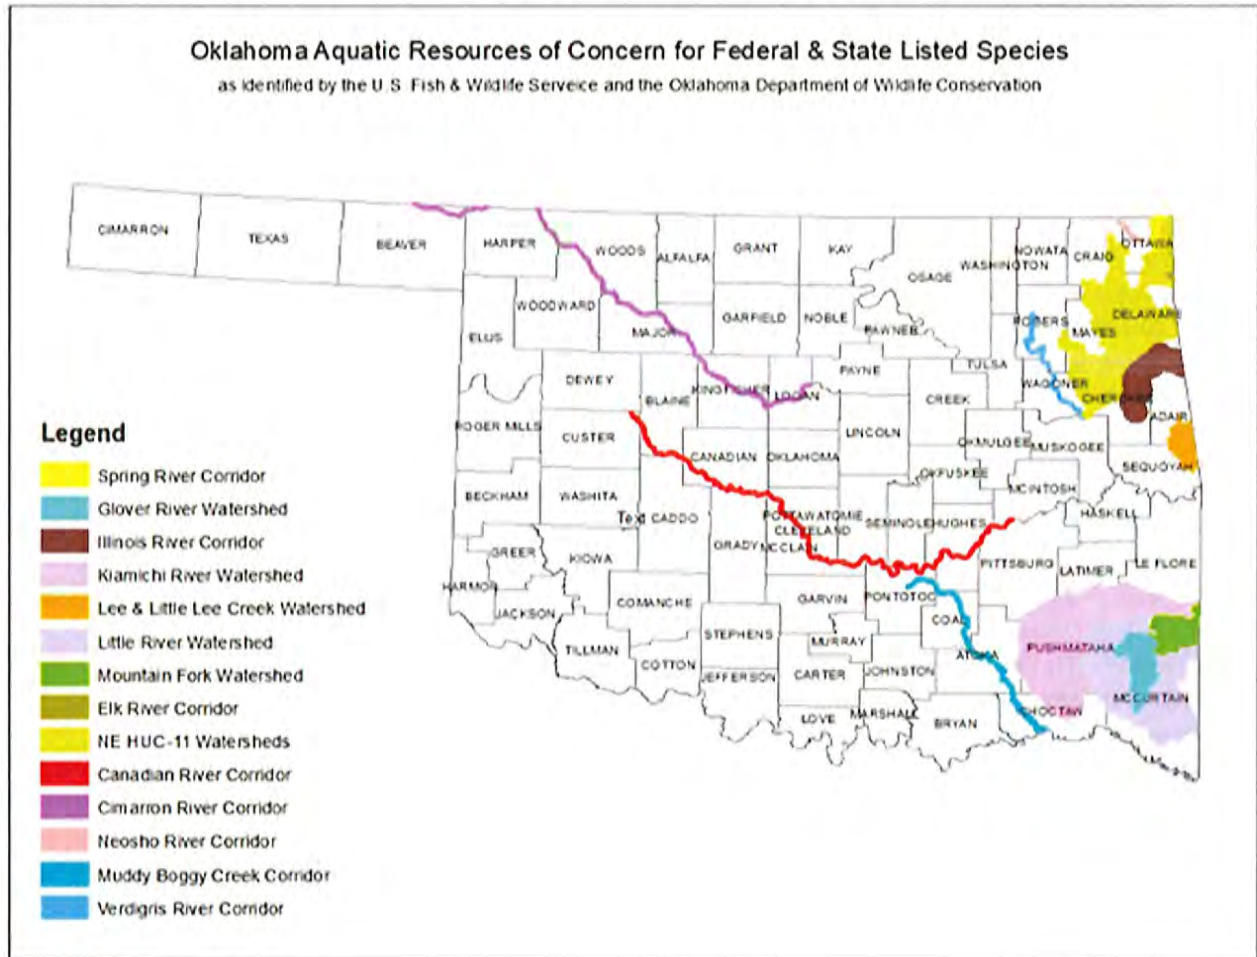 Oklahoma Aquatic Resources of Concern for Federal & State Listed Species
as identified by the U.S. Fish & Wildlife Serveice and the Oklahoma Department of Wildlife Conservation
CIMARRON
TEXAS
BEAVER
HARPER
WOODS
ALFALFA
GRANT
KAY
OSAGE
WASHINGTON
NOWATA
CRAIG
OTTAWA
ELLIS
WOODWARD
MAJOR
GARFIELD
NOBLE
PAWNEE
ROGERS
MAYES
DELAWARE
DEWEY
BLAINE
KINGFISHER
LOGAN
PAYNE
TULSA
CREEK
WAGONER
CHEROKEE
ADAIR
ROGER MILLS
CUSTER
CANADIAN
OKLAHOMA
LINCOLN
OKMULGEE
MUSKOGEE
SEQUOYAH
BECKHAM
WASHITA
Text
CADDO
OKFUSKEE
MCINTOSH
HASKELL
GREER
KIOWA
GRADY
MCCLAIN
POTTAWATOMIE
CLEVELAND
SEMINOLE
HUGHES
PITTSBURG
LATIMER
LE FLORE
HARMON
JACKSON
COMANCHE
GARVIN
PONTOTOC
COAL
TILLMAN
STEPHENS
MURRAY
ATOKA
PUSHMATAHA
COTTON
JEFFERSON
CARTER
JOHNSTON
MCCURTAIN
LOVE
MARSHALL
BRYAN
CHOCTAW
Legend
Spring River Corridor
Glover River Watershed
Illinois River Corridor
Kiamichi River Watershed
Lee & Little Lee Creek Watershed
Little River Watershed
Mountain Fork Watershed
Elk River Corridor
NE HUC-11 Watersheds
Canadian River Corridor
Cimarron River Corridor
Neosho River Corridor
Muddy Boggy Creek Corridor
Verdigris River Corridor